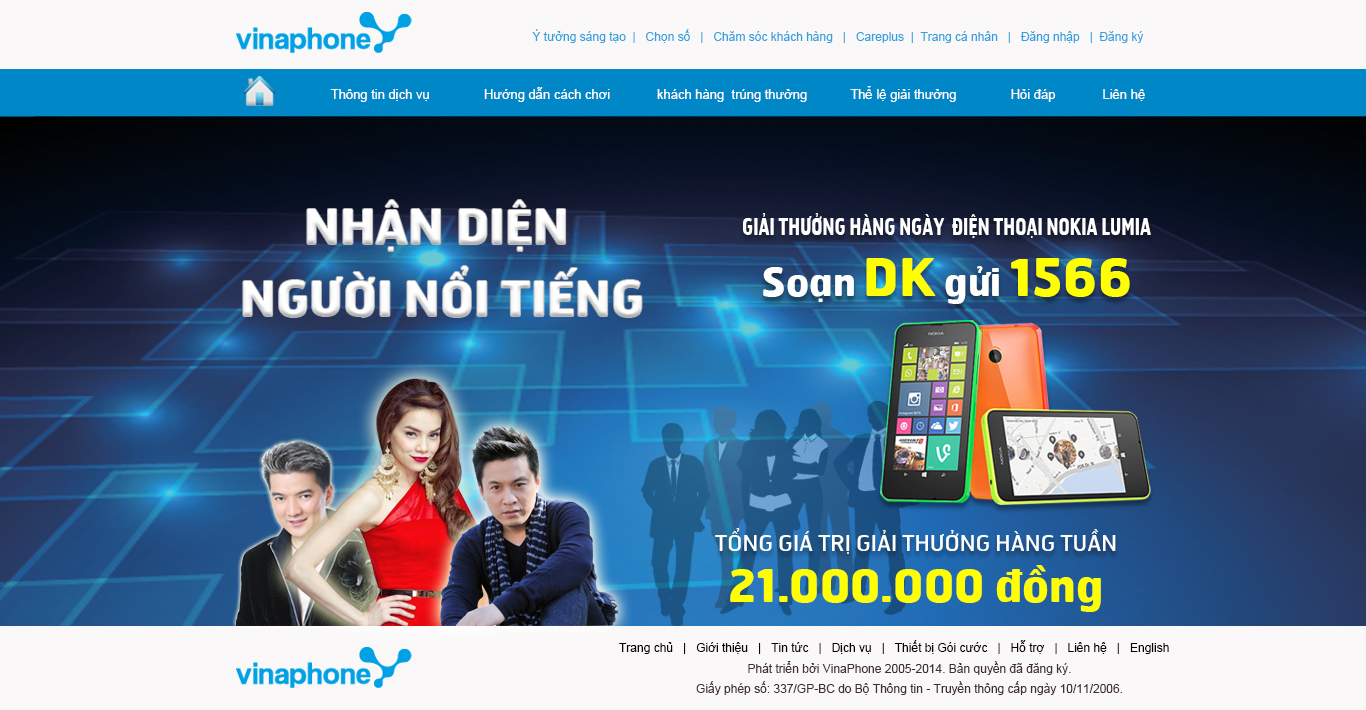 vinaphone
Ý tưởng sáng tạo | Chọn số | Chăm sóc khách hàng | Careplus | Trang cá nhân | Đăng nhập | Đăng ký
Thông tin dịch vụ Hướng dẫn cách chơi khách hàng trúng thưởng Thể lệ giải thưởng Hỏi đáp Liên hệ
NHẬN DIỆN
NGƯỜI NỔI TIẾNG
GIẢI THƯỞNG HÀNG NGÀY ĐIỆN THOẠI NOKIA LUMIA
Soạn DK gửi 1566
NOKIA
NOKIA
TỔNG GIÁ TRỊ GIẢI THƯỞNG HÀNG TUẦN
21.000.000 đồng
vinaphone
Trang chủ | Giới thiệu | Tin tức | Dịch vụ | Thiết bị Gói cước | Hỗ trợ | Liên hệ | English
Phát triển bởi VinaPhone 2005-2014. Bản quyền đã đăng ký.
Giấy phép số: 337/GP-BC do Bộ Thông tin - Truyền thông cấp ngày 10/11/2006.